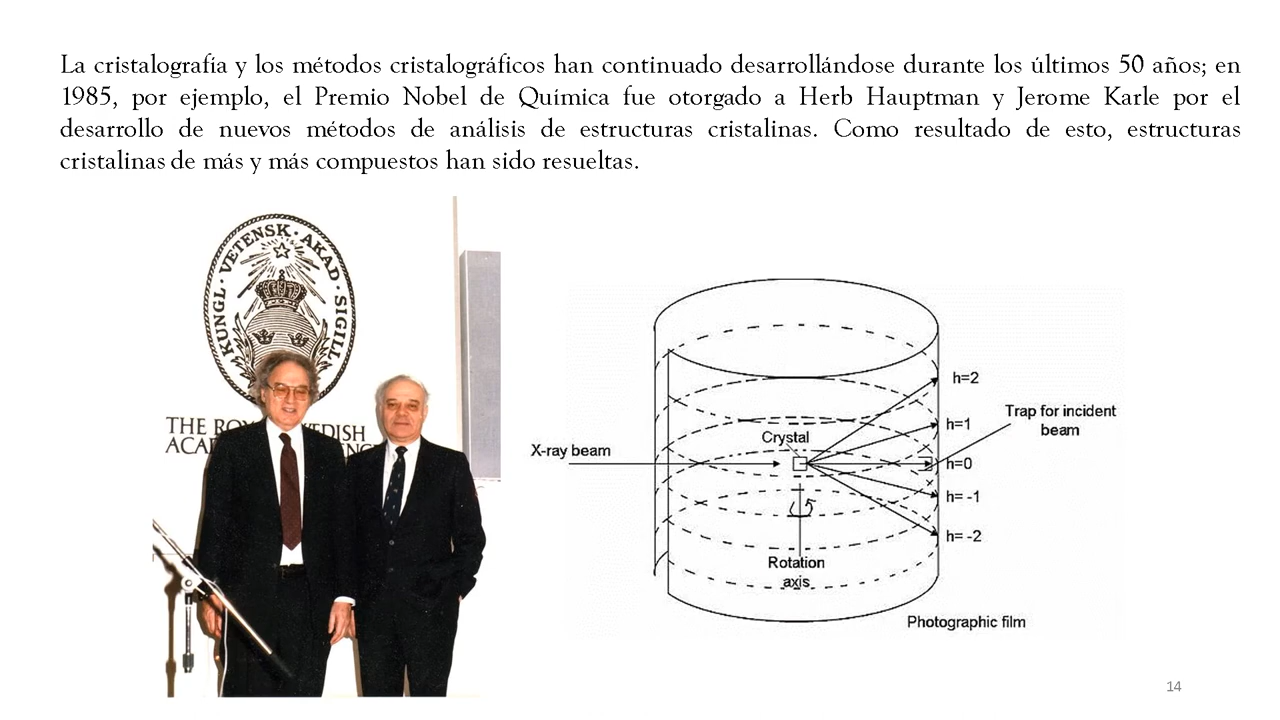 La cristalografía y los métodos cristalográficos han continuado desarrollándose durante los últimos 50 años; en
1985, por ejemplo, el Premio Nobel de Química fue otorgado a Herb Hauptman y Jerome Karle por el
desarrollo de nuevos métodos de análisis de estructuras cristalinas. Como resultado de esto, estructuras
cristalinas de más y más compuestos han sido resueltas.
KUNGL · VETENSK · AKAD · SIGILL
THE ROY WEDISH
ACA ENC
X-ray beam
Crystal
Rotation
axis
h=2
h=1
h=0
h= -1
h= -2
Trap for incident
beam
Photographic film
14